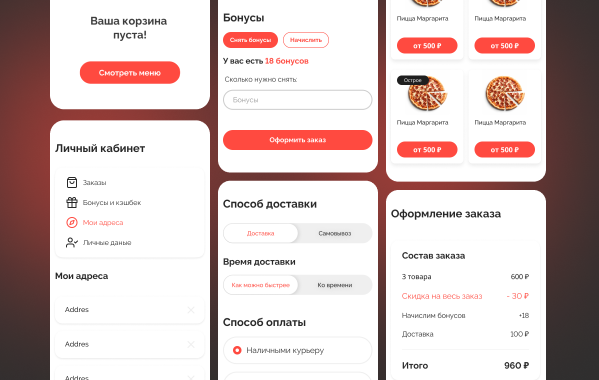 Ваша корзина
пуста!
Смотреть меню
Личный кабинет
Заказы
Бонусы и кэшбек
Мои адреса
Личные даные
Мои адреса
Addres
Addres
Addres
Бонусы
Снять бонусы
Начислить
У вас есть 18 бонусов
Сколько нужно снять:
Бонусы
Оформить заказ
Способ доставки
Доставка
Самовывоз
Время доставки
Как можно быстрее
Ко времени
Способ оплаты
Наличными курьеру
Пицца Маргарита
Пицца Маргарита
от 500 ₽
от 500 ₽
Острое
Пицца Маргарита
Пицца Маргарита
от 500 ₽
от 500 ₽
Оформление заказа
Состав заказа
3 товара 600 ₽
Скидка на весь заказ - 30 ₽
Начислим бонусов +18
Доставка 100 ₽
Итого 960 ₽